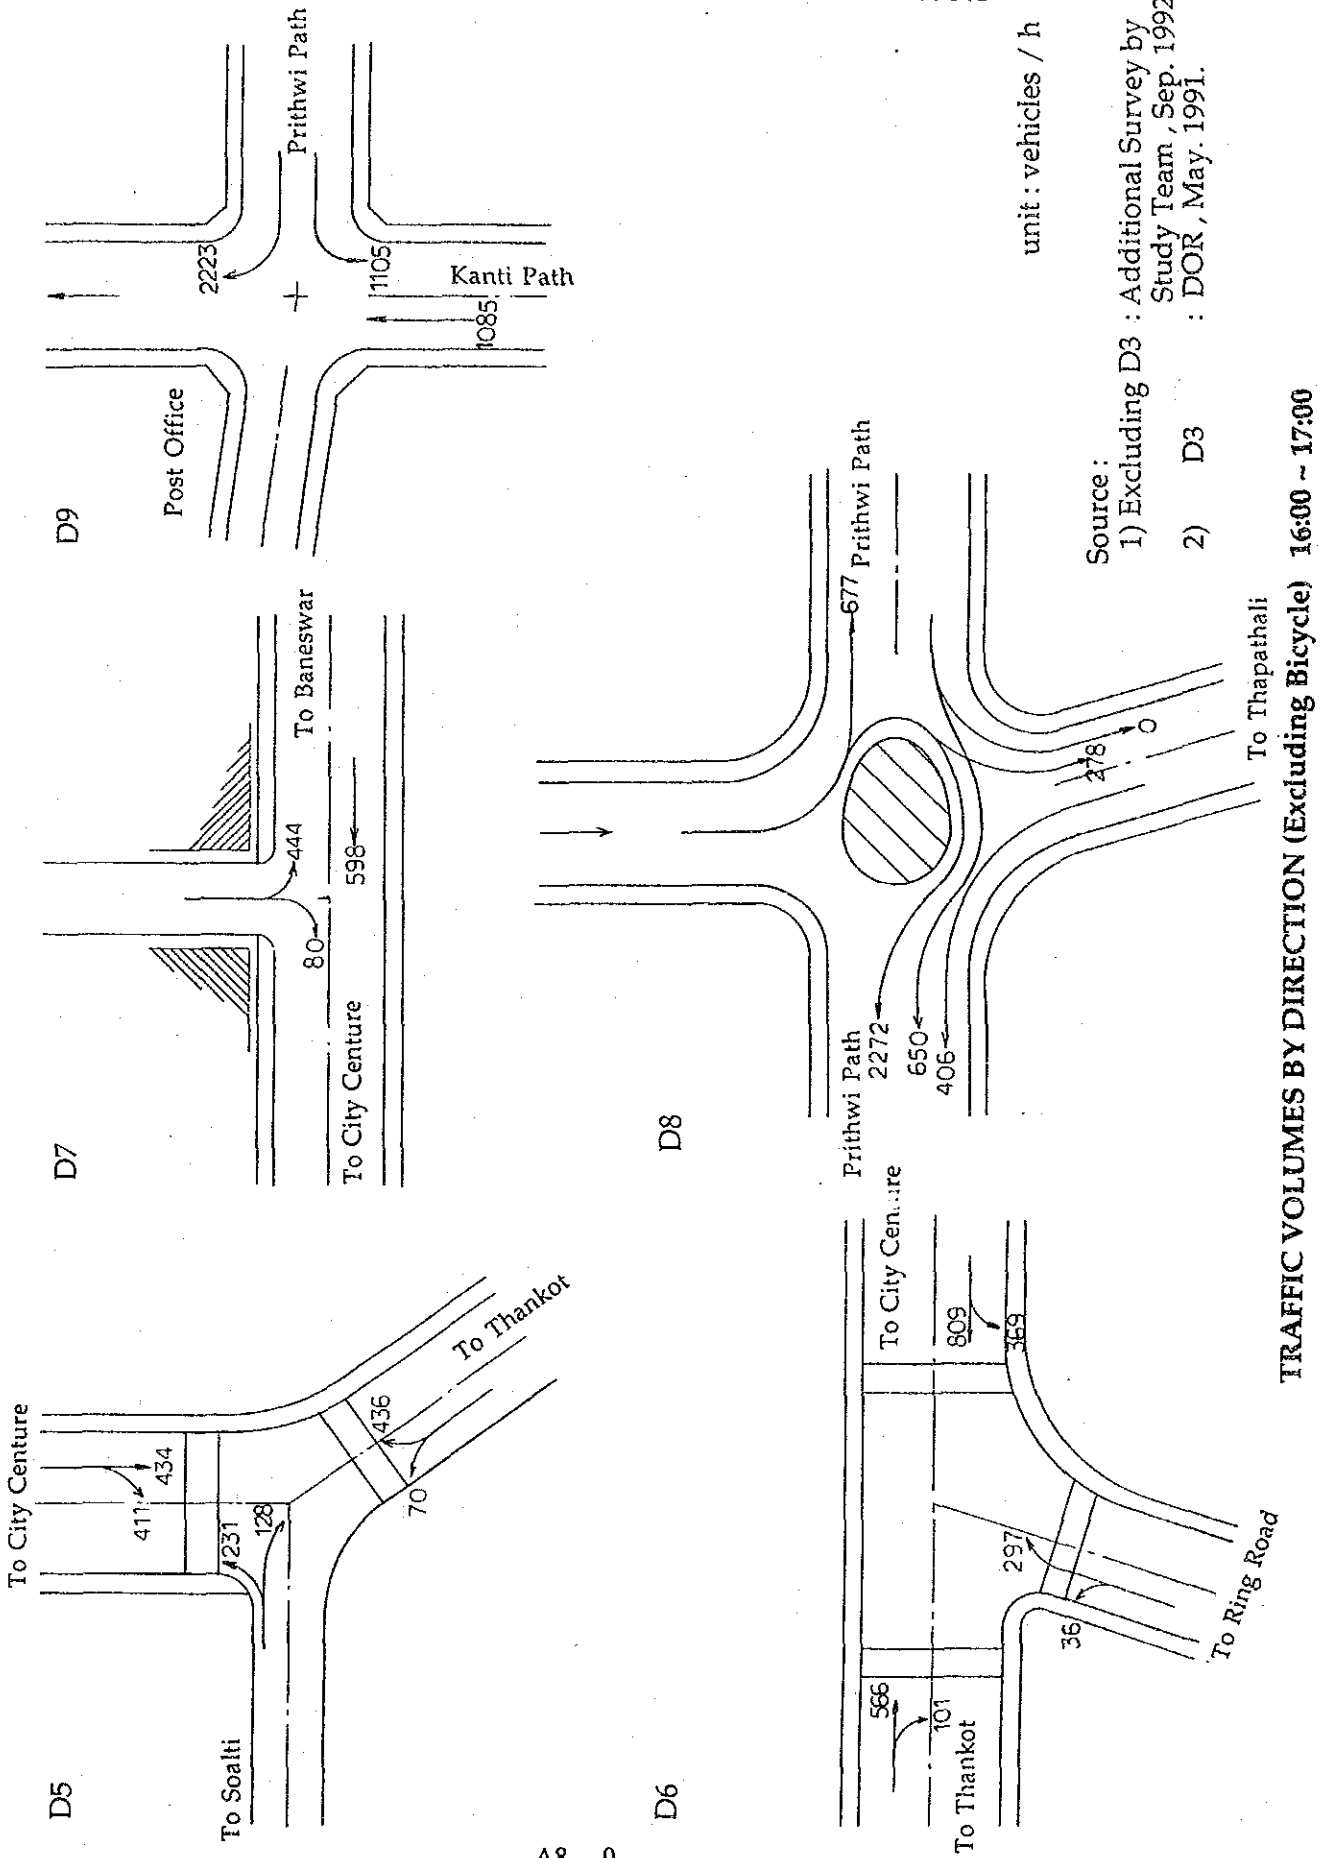 D5
To City Centure
411
434
231
128
436
70
To Soalti
To Thankot
D7
444
80
598
To Baneswar
To City Centure
D9
Post Office
2223
Prithwi Path
1105
Kanti Path
1085
D6
566
101
To Thankot
To City
809
369
297
36
To Ring Road
D8
Prithwi Path
2272
650
406
677
Prithwi Path
278
0
To Thapathali
unit : vehicles / h
Source :
1) Excluding D3 : Additional Survey by
Study Team , Sep. 1992
2) D3 : DOR , May. 1991.
TRAFFIC VOLUMES BY DIRECTION (Excluding Bicycle) 16:00 ~ 17:00